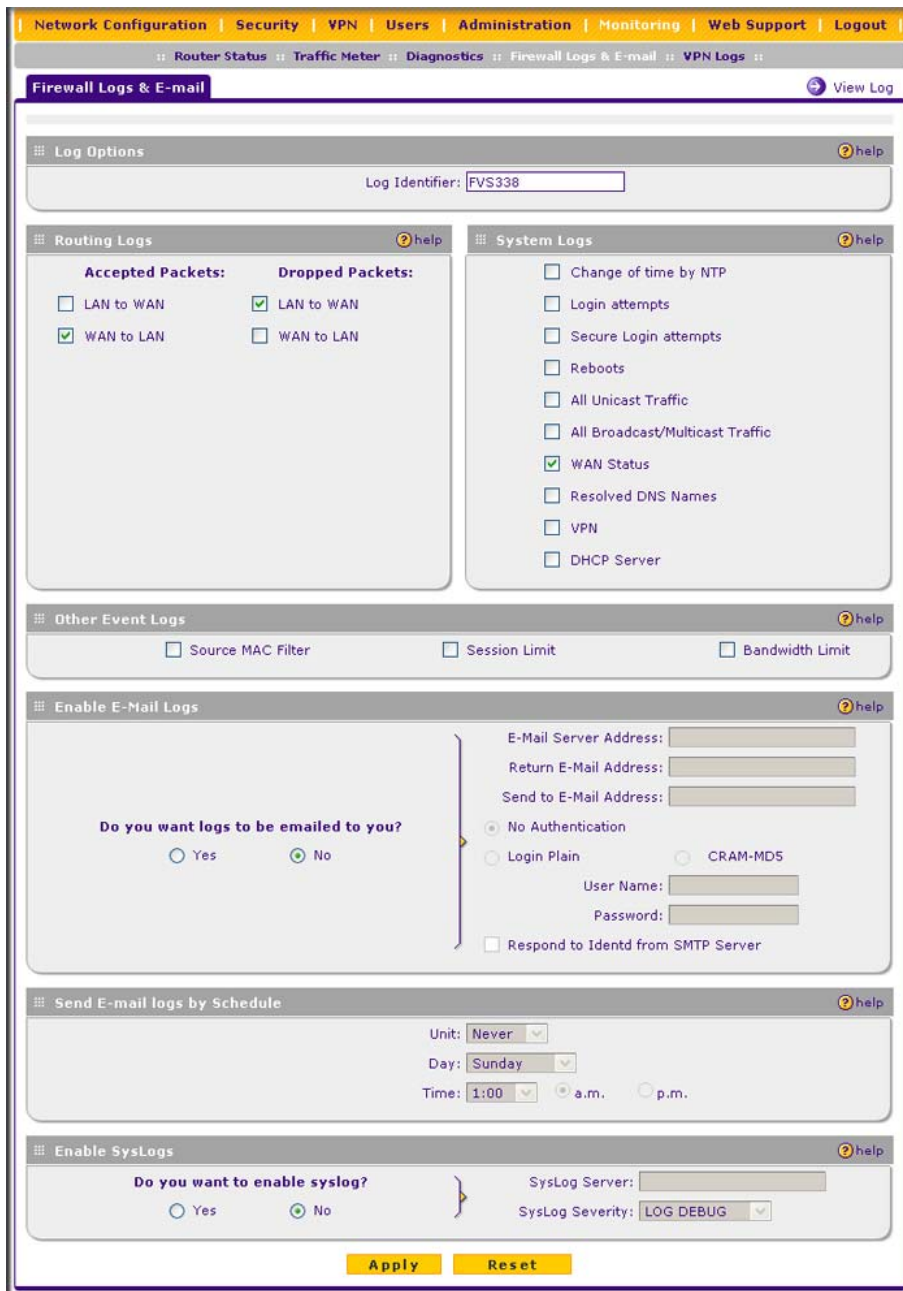 Network Configuration | Security | VPN | Users | Administration | Monitoring | Web Support | Logout
:: Router Status :: Traffic Meter :: Diagnostics :: Firewall Logs & E-mail :: VPN Logs ::
Firewall Logs & E-mail
View Log
Log Options
help
Log Identifier: FVS338
Routing Logs
help
Accepted Packets: Dropped Packets:
LAN to WAN LAN to WAN
WAN to LAN WAN to LAN
System Logs
help
Change of time by NTP
Login attempts
Secure Login attempts
Reboots
All Unicast Traffic
All Broadcast/Multicast Traffic
WAN Status
Resolved DNS Names
VPN
DHCP Server
Other Event Logs
help
Source MAC Filter Session Limit Bandwidth Limit
Enable E-Mail Logs
help
Do you want logs to be emailed to you?
Yes No
E-Mail Server Address:
Return E-Mail Address:
Send to E-Mail Address:
No Authentication
Login Plain CRAM-MD5
User Name:
Password:
Respond to Identd from SMTP Server
Send E-mail logs by Schedule
help
Unit: Never
Day: Sunday
Time: 1:00 a.m. p.m.
Enable SysLogs
help
Do you want to enable syslog?
Yes No
SysLog Server:
SysLog Severity: LOG DEBUG
Apply Reset